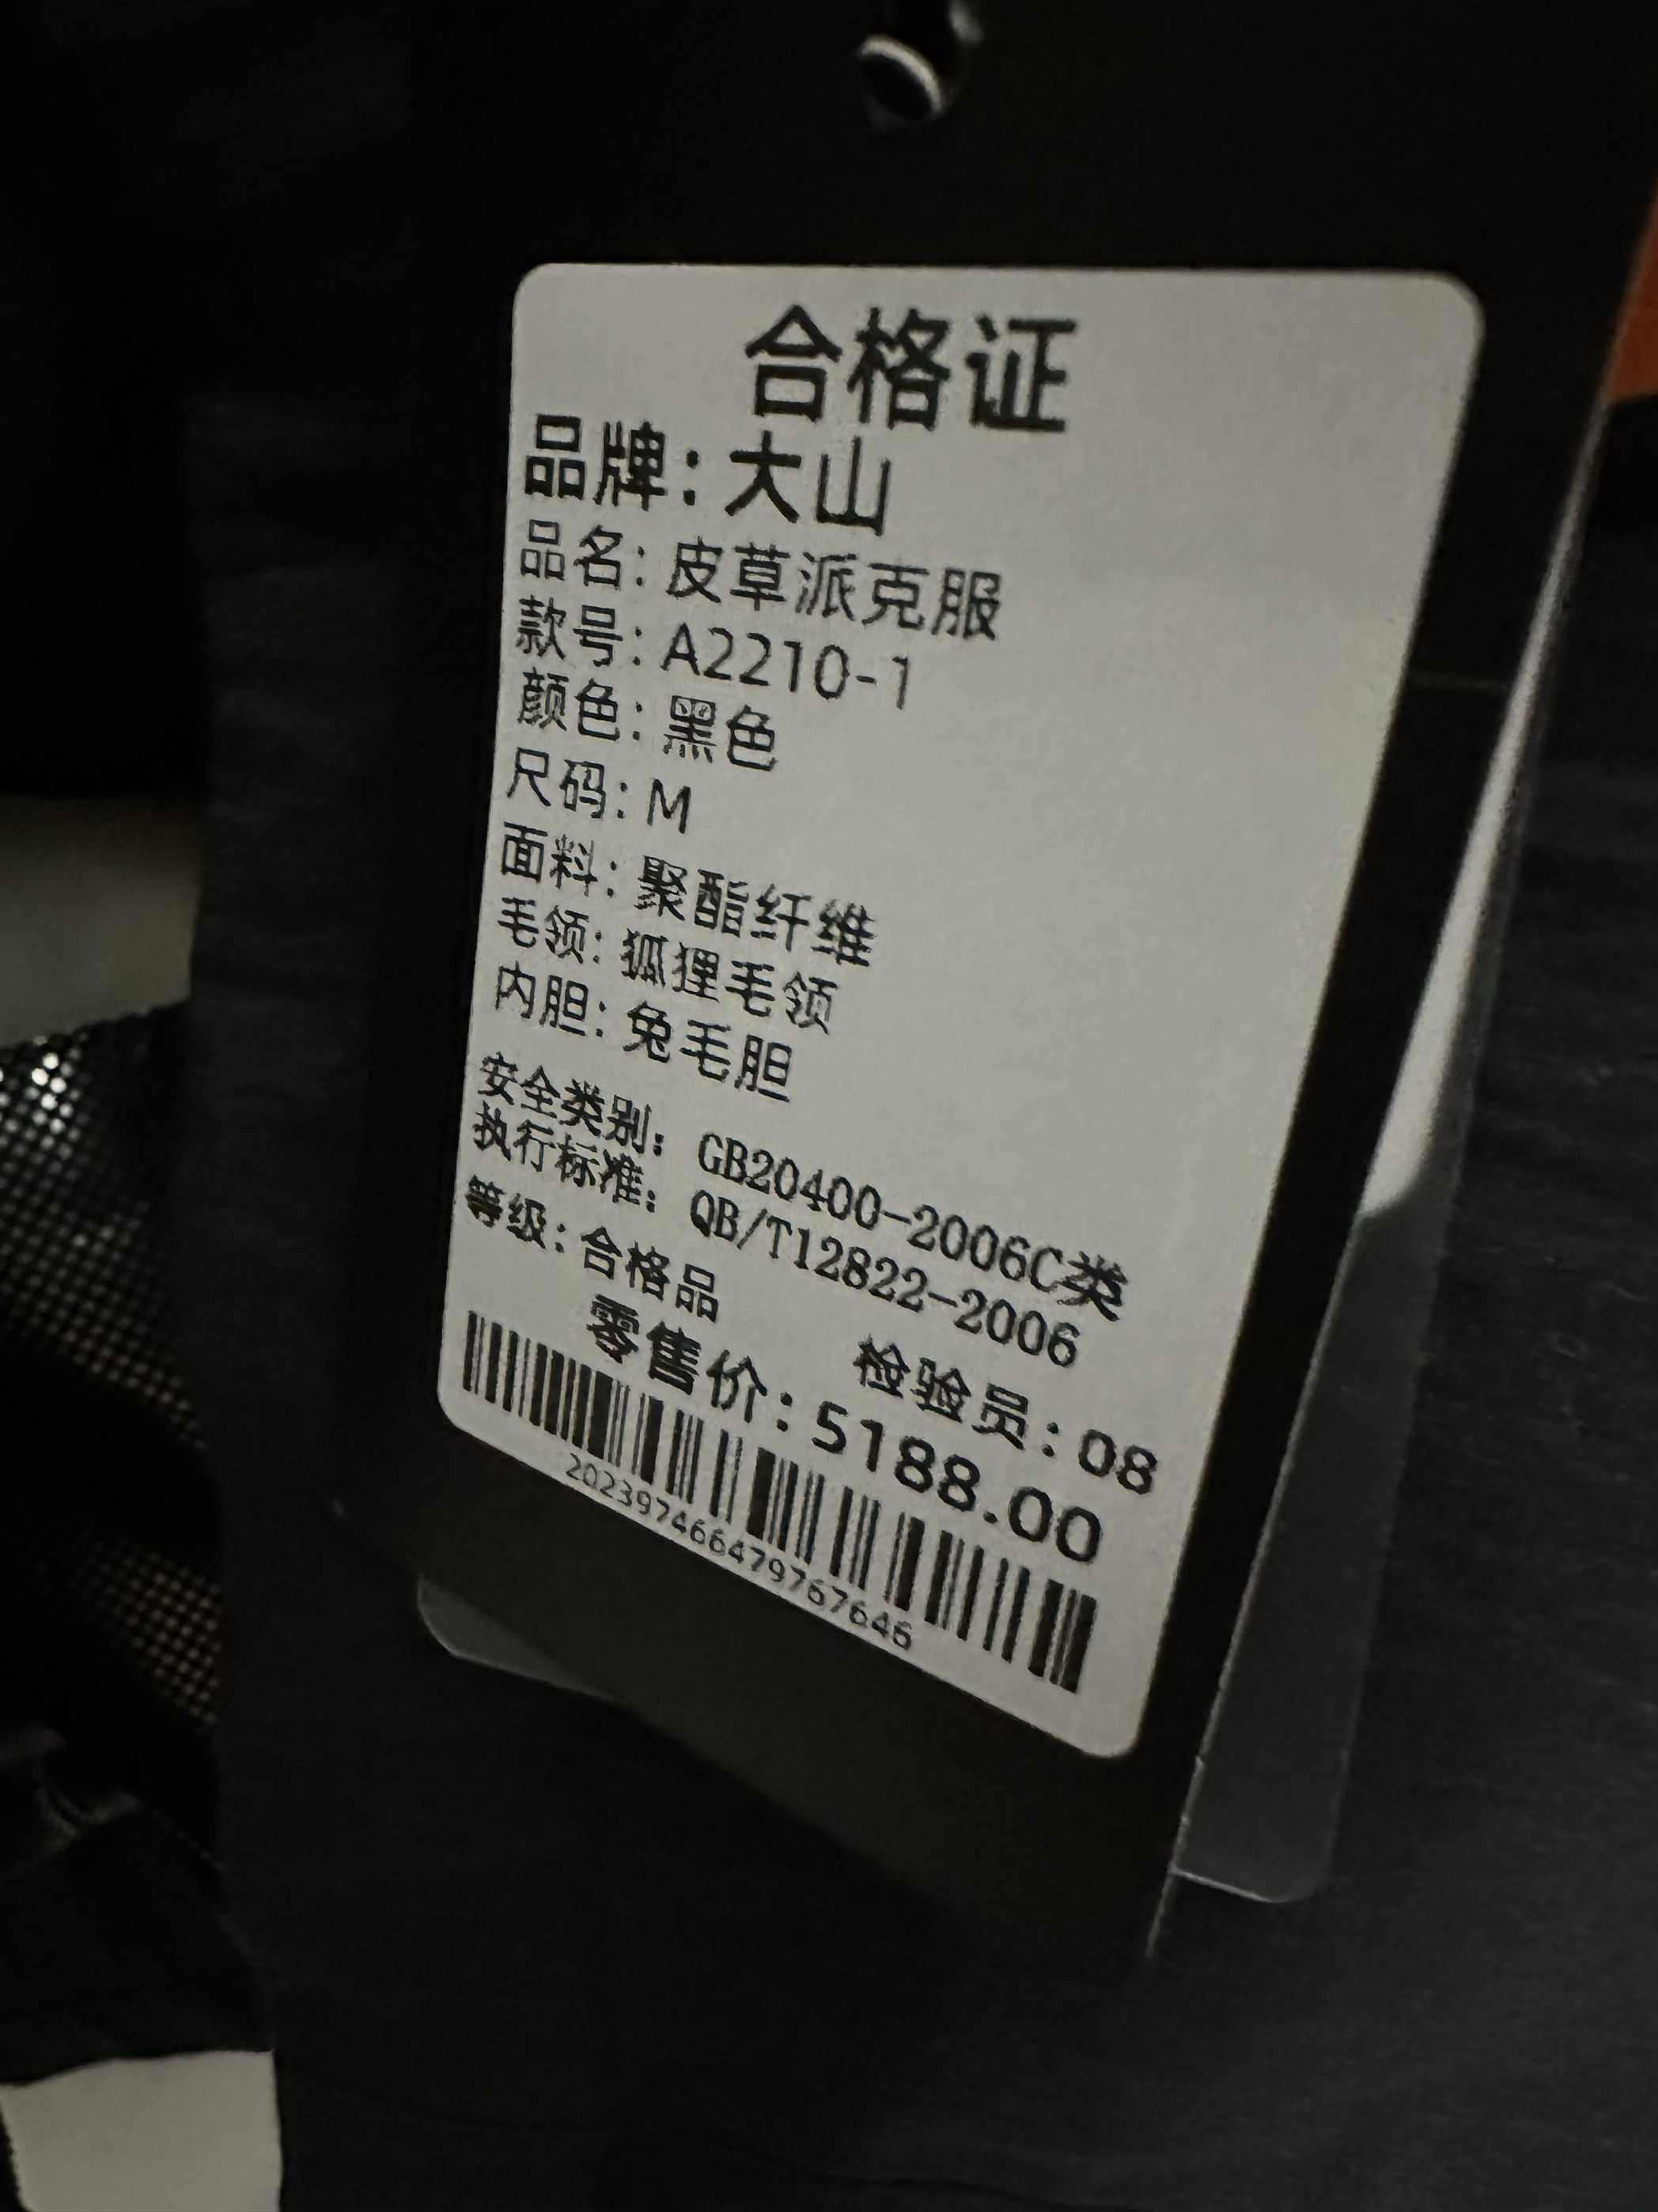 合格证
品牌：大山
品名：皮草派克服
款号：A2210-1
颜色：黑色
尺码：M
面料：聚酯纤维
毛领：狐狸毛领
内胆：兔毛胆
安全类别：GB20400-2006C类
执行标准：QB/T12822-2006
等级：合格品 检验员：08
零售价：5188.00
202397466479767646